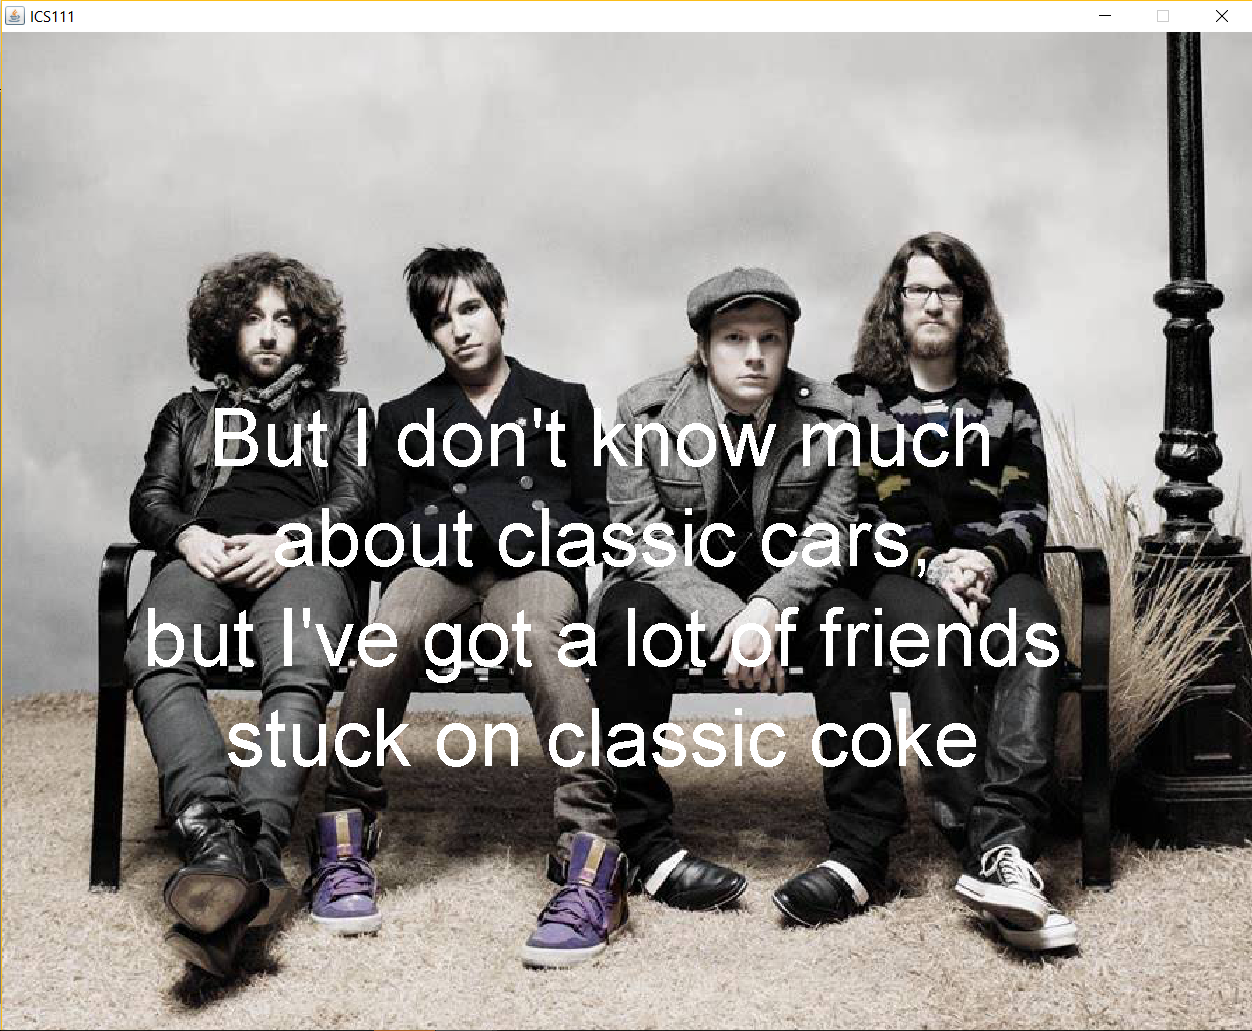 ICS111
But I don't know much
about classic cars,
but I've got a lot of friends
stuck on classic coke